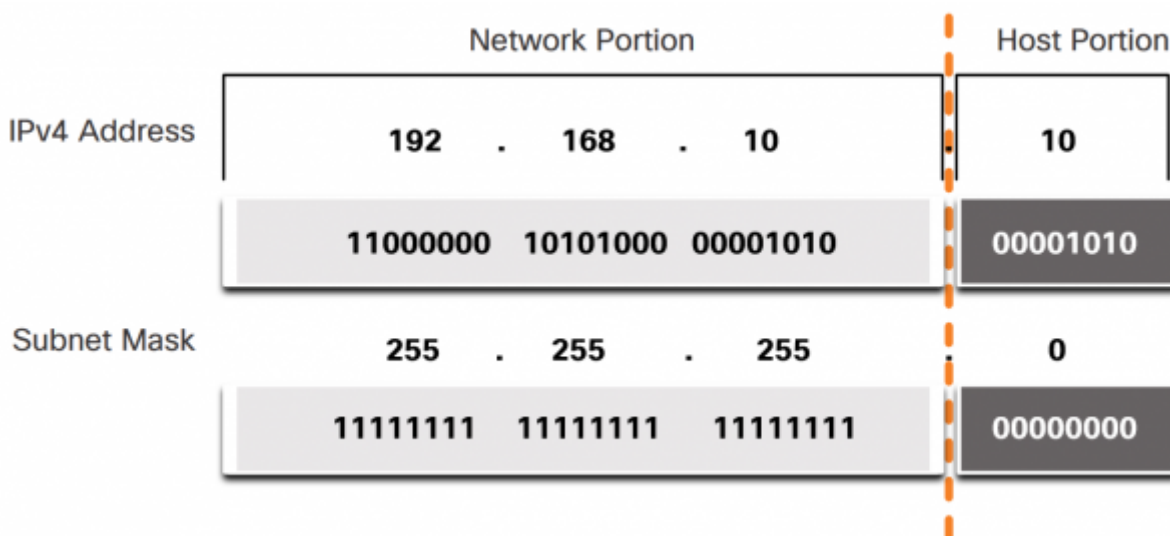 Network Portion Host Portion
IPv4 Address 192 . 168 . 10 . 10
11000000 10101000 00001010 00001010
Subnet Mask 255 . 255 . 255 . 0
11111111 11111111 11111111 00000000